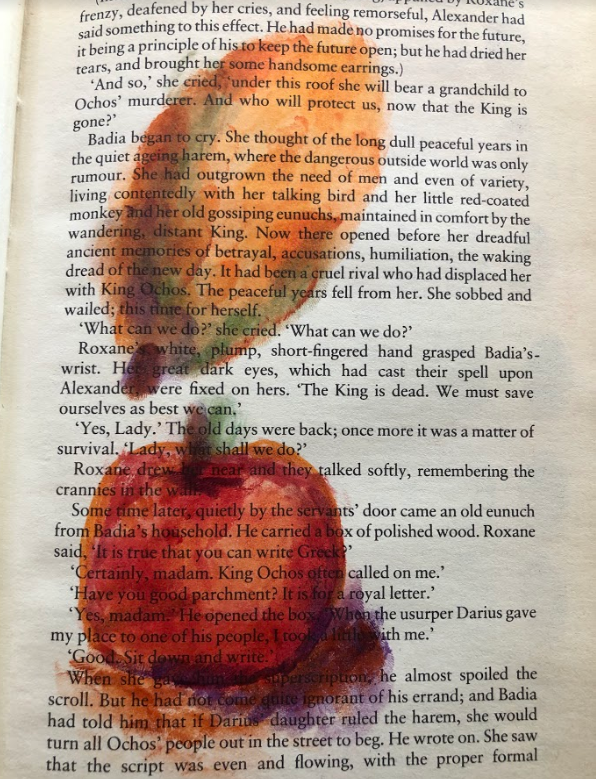 frenzy, deafened by her cries, and feeling remorseful, Alexander had
said something to this effect. He had made no promises for the future,
it being a principle of his to keep the future open; but he had dried her
tears, and brought her some handsome earrings.)
‘And so,’ she cried, ‘under this roof she will bear a grandchild to
Ochos’ murderer. And who will protect us, now that the King is
gone?’
Badia began to cry. She thought of the long dull peaceful years in
the quiet ageing harem, where the dangerous outside world was only
rumour. She had outgrown the need of men and even of variety,
living contentedly with her talking bird and her little red-coated
monkey and her old gossiping eunuchs, maintained in comfort by the
wandering, distant King. Now there opened before her dreadful
ancient memories of betrayal, accusations, humiliation, the waking
dread of the new day. It had been a cruel rival who had displaced her
with King Ochos. The peaceful years fell from her. She sobbed and
wailed; this time for herself.
‘What can we do?’ she cried. ‘What can we do?’
Roxane’s white, plump, short-fingered hand grasped Badia’s-
wrist. Her great dark eyes, which had cast their spell upon
Alexander, were fixed on hers. ‘The King is dead. We must save
ourselves as best we can.’
‘Yes, Lady.’ The old days were back; once more it was a matter of
survival. ‘Lady, what shall we do?’
Roxane drew her near and they talked softly, remembering the
crannies in the wall.
Some time later, quietly by the servants’ door came an old eunuch
from Badia’s household. He carried a box of polished wood. Roxane
said, ‘It is true that you can write Greek?’
‘Certainly, madam. King Ochos often called on me.’
‘Have you good parchment? It is for a royal letter.’
‘Yes, madam.’ He opened the box. ‘When the usurper Darius gave
my place to one of his people, I took a little with me.’
‘Good. Sit down and write.’
When she gave him the superscription, he almost spoiled the
scroll. But he had not come quite ignorant of his errand; and Badia
had told him that if Darius’ daughter ruled the harem, she would
turn all Ochos’ people out in the street to beg. He wrote on. She saw
that the script was even and flowing, with the proper formal